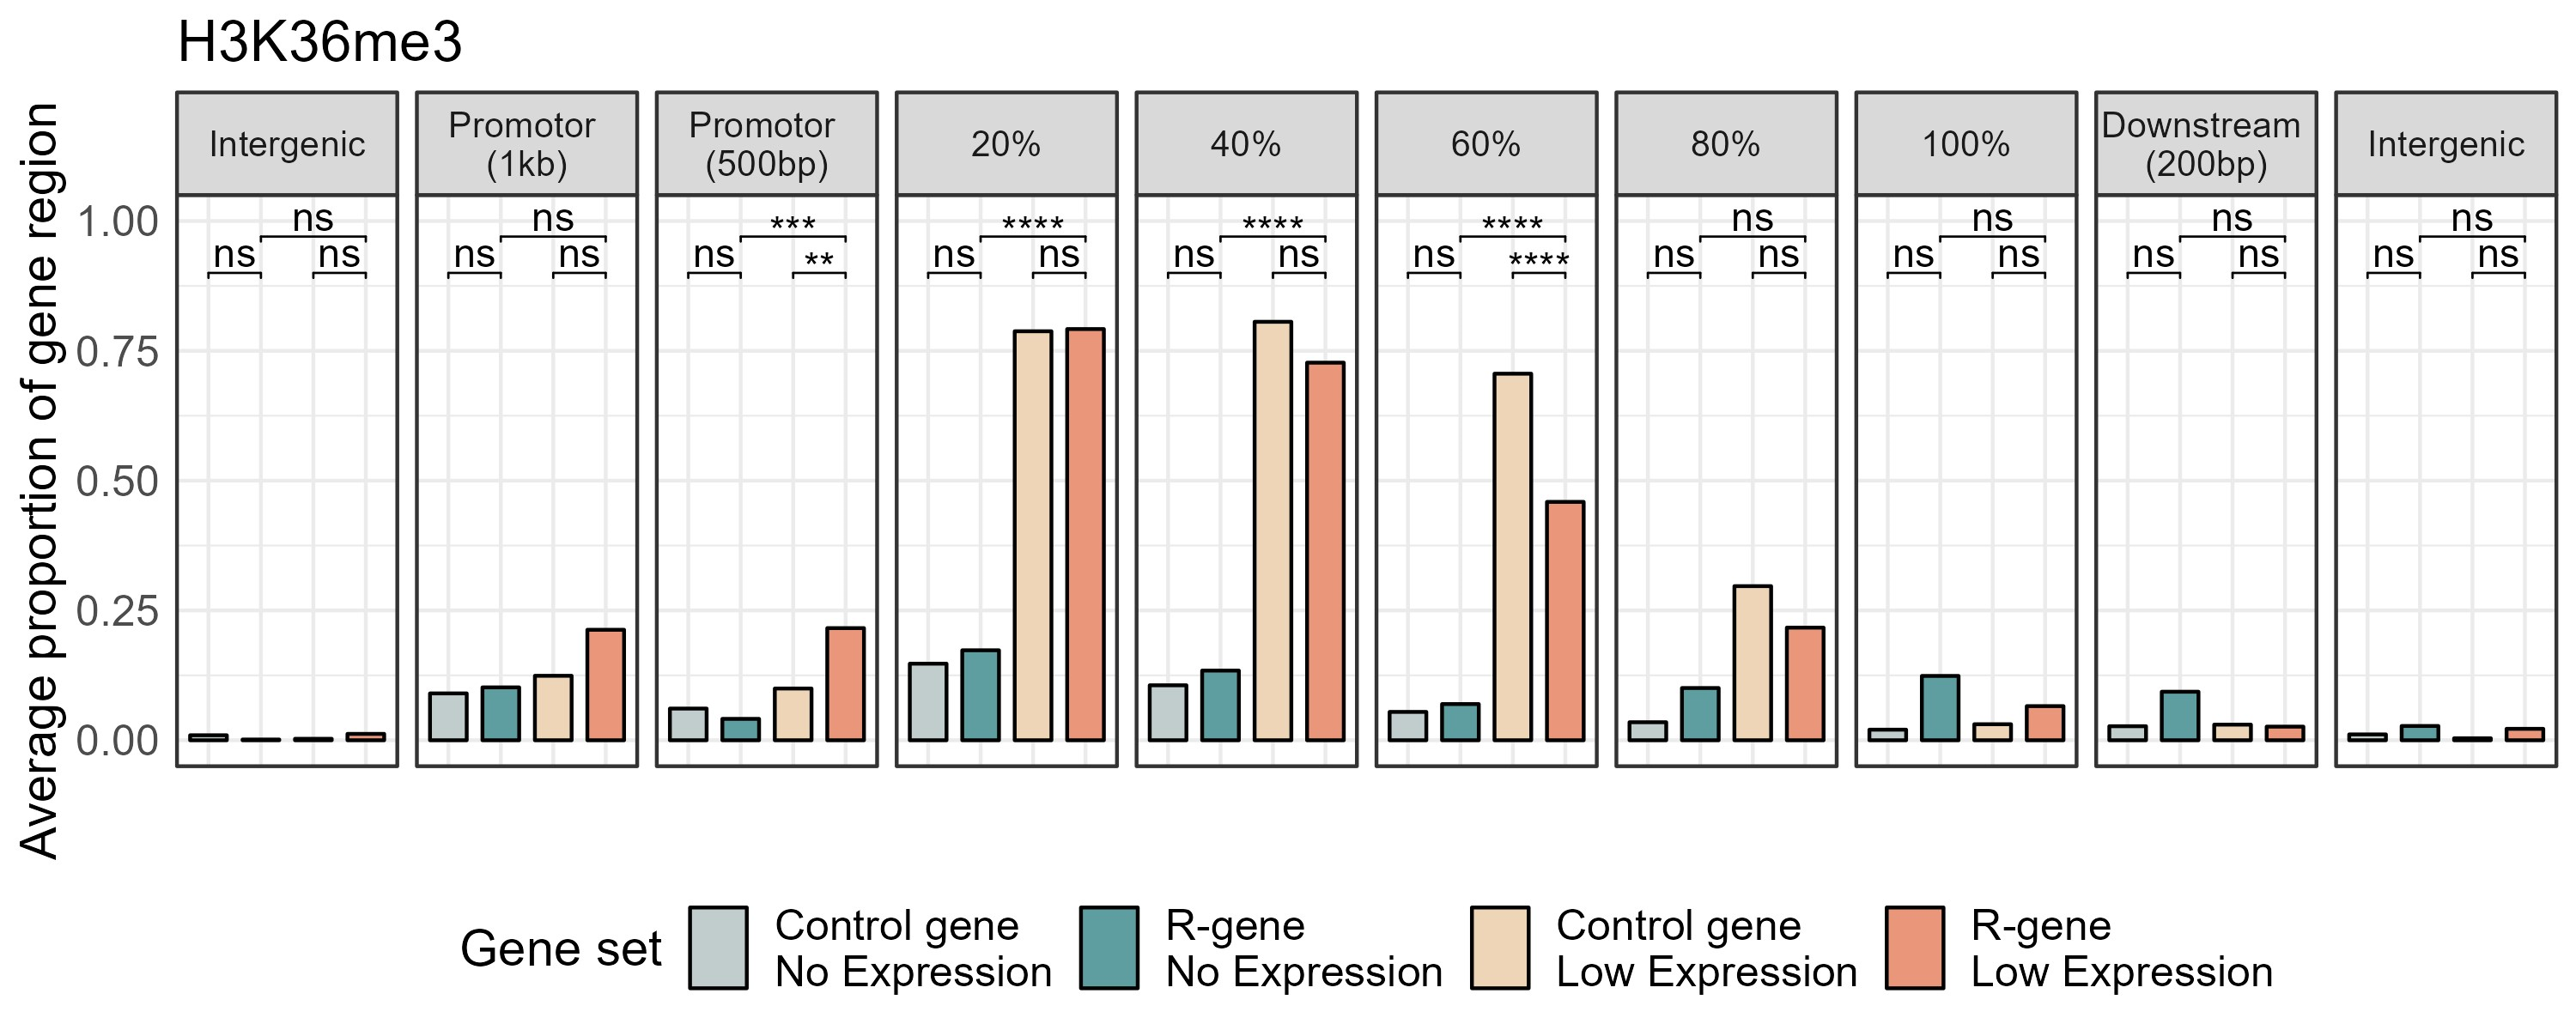 H3K36me3
Average proportion of gene region
Intergenic
Promotor
(1kb)
Promotor
(500bp)
20%
40%
60%
80%
100%
Downstream
(200bp)
Intergenic
1.00
0.75
0.50
0.25
0.00
ns
ns ns
ns
ns ns
***
ns **
****
ns ns
****
ns ns
****
ns ****
ns
ns ns
ns
ns ns
ns
ns ns
ns
ns ns
Gene set
Control gene
No Expression
R-gene
No Expression
Control gene
Low Expression
R-gene
Low Expression